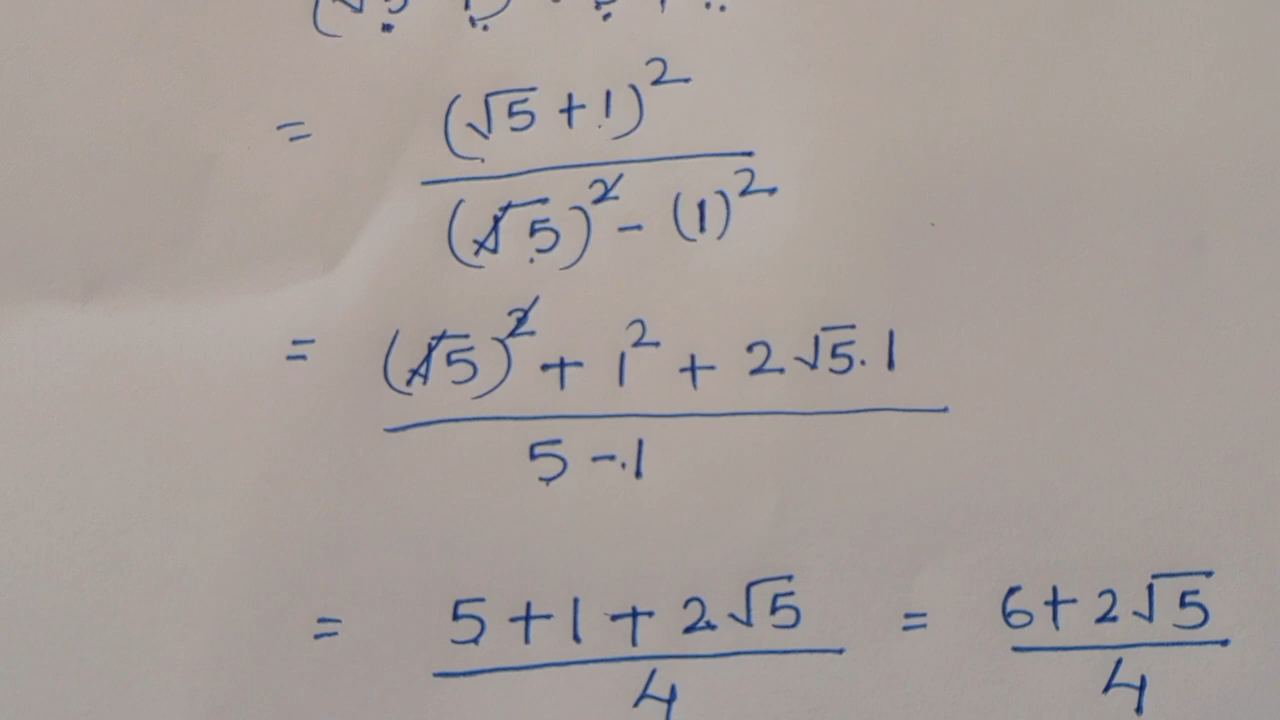 = (√5 + 1)² / (√5)² - (1)²
= (√5)² + 1² + 2√5.1 / 5 - 1
= 5 + 1 + 2√5 / 4 = 6 + 2√5 / 4